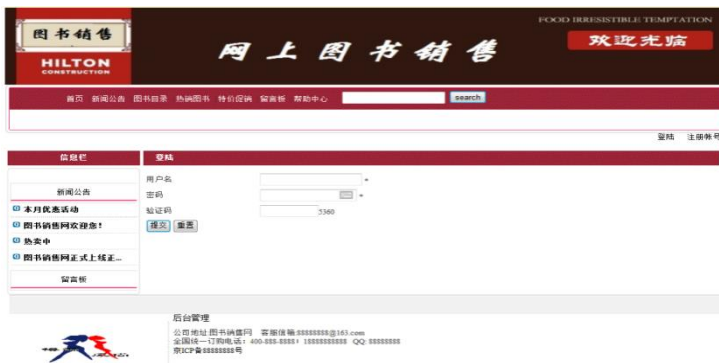 图书销售
HILTON
CONSTRUCTION
网上图书销售
FOOD IRRESISTIBLE TEMPTATION
欢迎光临
首页 新闻公告 图书目录 热销图书 特价促销 留言板 帮助中心 search
登陆 注册帐号
信息栏
登陆
新闻公告
本月优惠活动
图书销售网欢迎您!
热卖中
图书销售网正式上线正...
留言板
用户名 *
密码 *
验证码 5360
提交 重置
后台管理
公司地址:图书销售网 客服信箱:88888888@163.com
全国统一订购电话: 400-888-8888; 18888888888 QQ:88888888
京ICP备88888888号